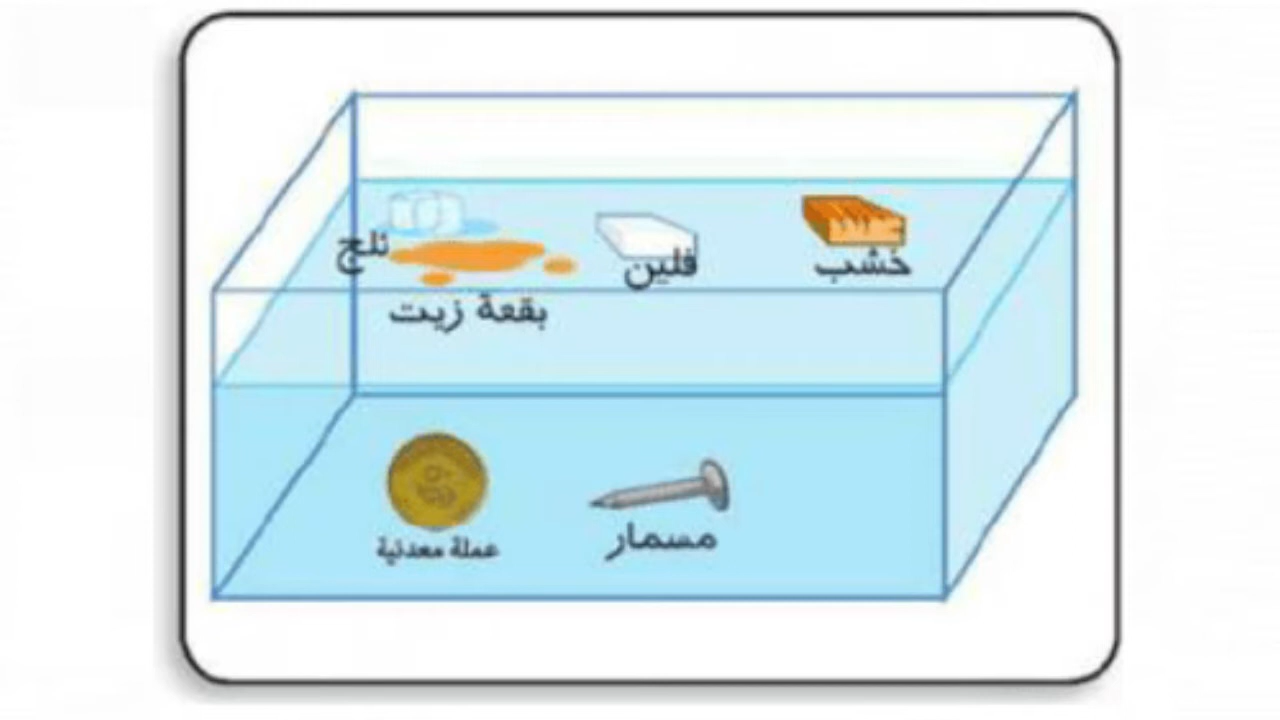 خشب
فلين
ثلج
بقعة زيت
مسمار
عملة معدنية